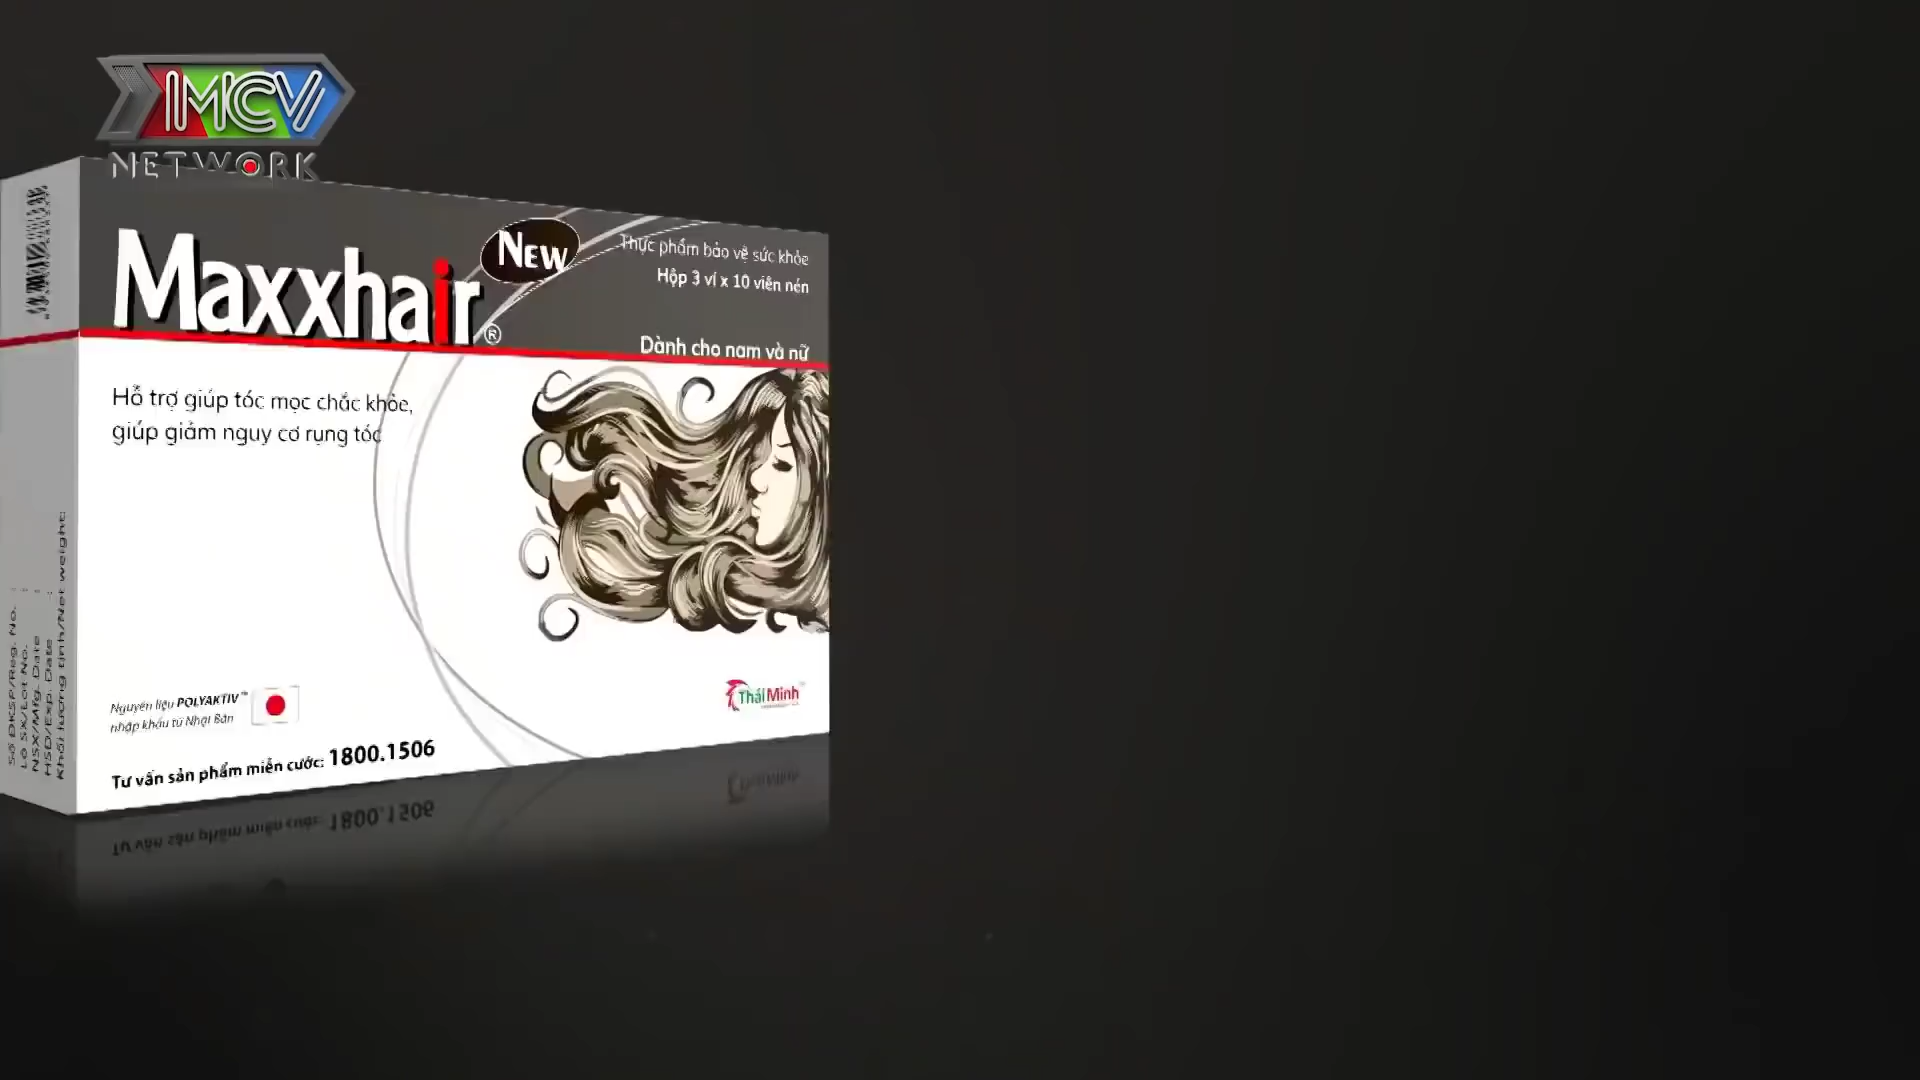 MCV
NETWORK
Maxxhair®
NEW
Thực phẩm bảo vệ sức khỏe
Hộp 3 vỉ x 10 viên nén
Dành cho nam và nữ
Hỗ trợ giúp tóc mọc chắc khỏe,
giúp giảm nguy cơ rụng tóc
Số ĐKSP/Reg. No. :
Lô SX/Lot No. :
NSX/Mfg. Date :
HSD/Exp. Date :
Khối lượng tịnh/Net weight:
Nguyên liệu POLYAKTIV™
nhập khẩu từ Nhật Bản
Thái Minh
Tư vấn sản phẩm miễn cước: 1800.1506